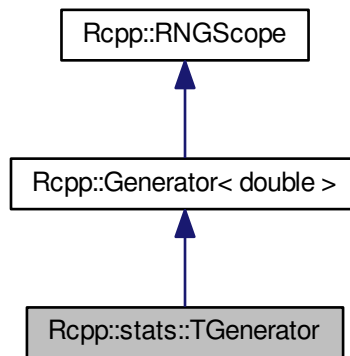 Rcpp::RNGScope
Rcpp::Generator< double >
Rcpp::stats::TGenerator